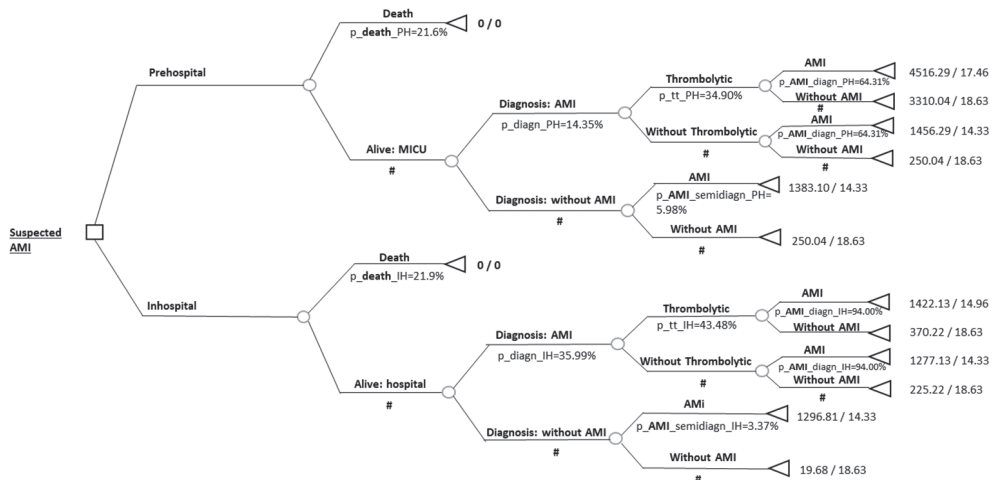 Death
p_death_PH=21.6%
0 / 0
Prehospital
Alive: MICU
#
Diagnosis: AMI
p_diagn_PH=14.35%
Thrombolytic
p_tt_PH=34.90%
AMI
p_AMI_diagn_PH=64.31%
4516.29 / 17.46
Without AMI
#
3310.04 / 18.63
Without Thrombolytic
#
AMI
p_AMI_diagn_PH=64.31%
1456.29 / 14.33
Without AMI
#
250.04 / 18.63
Diagnosis: without AMI
#
AMI
p_AMI_semidiagn_PH=
5.98%
1383.10 / 14.33
Without AMI
#
250.04 / 18.63
Suspected
AMI
Death
p_death_IH=21.9%
0 / 0
Inhospital
Alive: hospital
#
Diagnosis: AMI
p_diagn_IH=35.99%
Thrombolytic
p_tt_IH=43.48%
AMI
p_AMI_diagn_IH=94.00%
1422.13 / 14.96
Without AMI
370.22 / 18.63
Without Thrombolytic
#
AMI
p_AMI_diagn_IH=94.00%
1277.13 / 14.33
Without AMI
#
225.22 / 18.63
Diagnosis: without AMI
#
AMi
p_AMI_semidiagn_IH=3.37%
1296.81 / 14.33
Without AMI
#
19.68 / 18.63